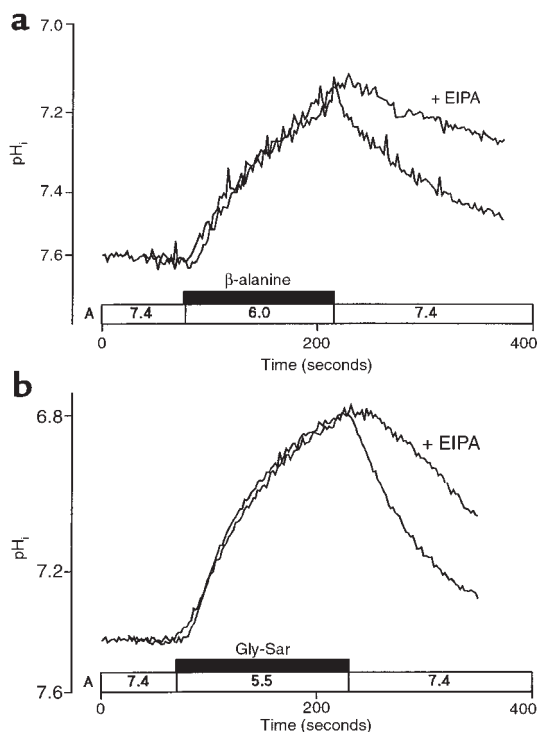 a
7.0
+ EIPA
7.2
pHi
7.4
7.6
β-alanine
A 7.4 6.0 7.4
0 200 400
Time (seconds)
b
6.8
+ EIPA
pHi
7.2
Gly-Sar
A 7.4 5.5 7.4
7.6
0 200 400
Time (seconds)